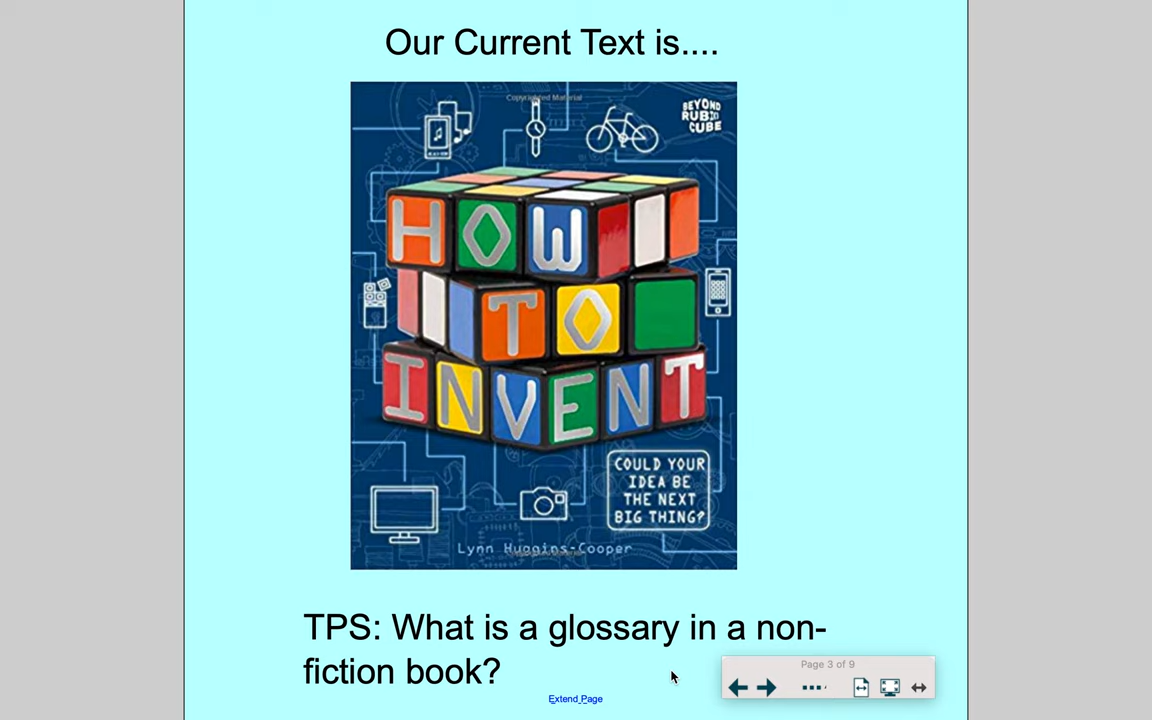 Our Current Text is....
Copyrighted Material
BEYOND
RUBIK
CUBE
HOW
TO
INVENT
COULD YOUR
IDEA BE
THE NEXT
BIG THING?
Lynn Huggins-Cooper
TPS: What is a glossary in a non-
fiction book?
Page 3 of 9
Extend Page